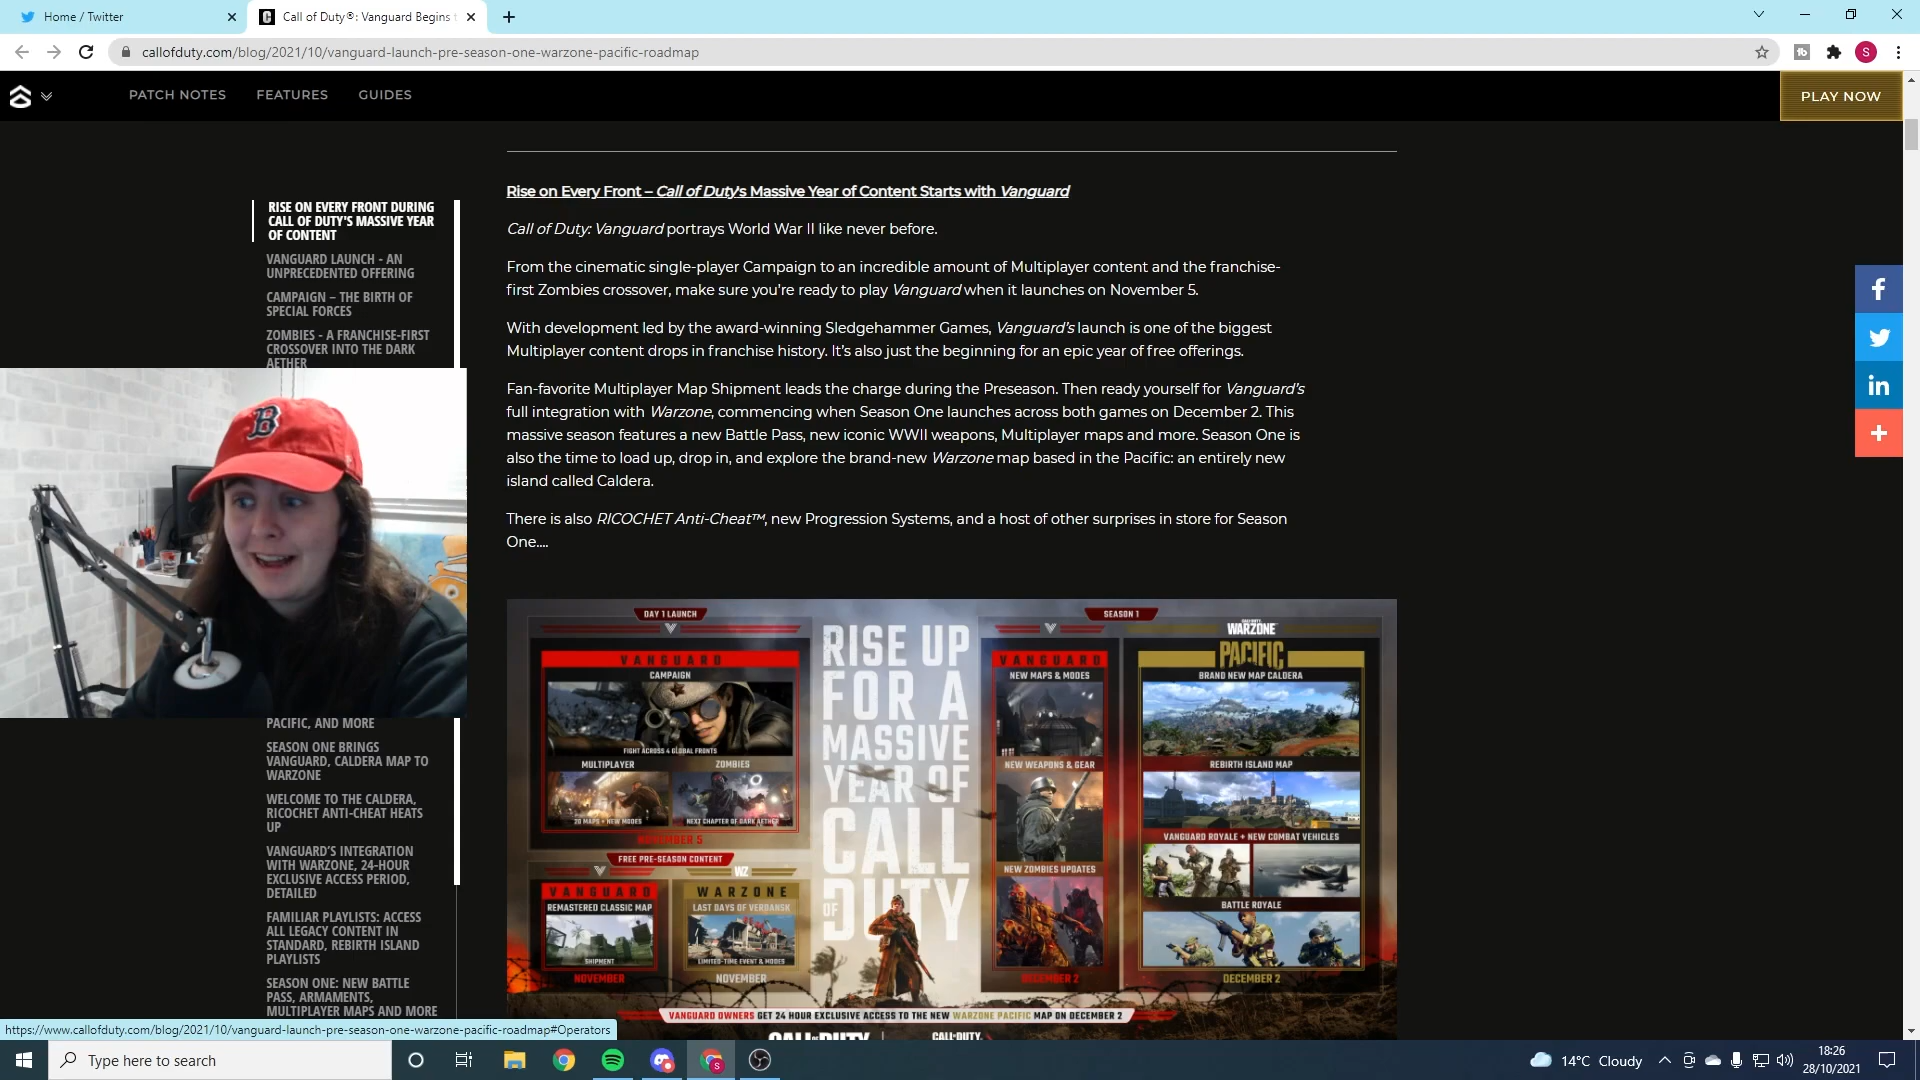 Home / Twitter
Call of Duty®: Vanguard Begins t
callofduty.com/blog/2021/10/vanguard-launch-pre-season-one-warzone-pacific-roadmap
S
PATCH NOTES
FEATURES
GUIDES
PLAY NOW
RISE ON EVERY FRONT DURING
CALL OF DUTY'S MASSIVE YEAR
OF CONTENT
VANGUARD LAUNCH - AN
UNPRECEDENTED OFFERING
CAMPAIGN – THE BIRTH OF
SPECIAL FORCES
ZOMBIES - A FRANCHISE-FIRST
CROSSOVER INTO THE DARK
AETHER
B
PACIFIC, AND MORE
SEASON ONE BRINGS
VANGUARD, CALDERA MAP TO
WARZONE
WELCOME TO THE CALDERA,
RICOCHET ANTI-CHEAT HEATS
UP
VANGUARD'S INTEGRATION
WITH WARZONE, 24-HOUR
EXCLUSIVE ACCESS PERIOD,
DETAILED
FAMILIAR PLAYLISTS: ACCESS
ALL LEGACY CONTENT IN
STANDARD, REBIRTH ISLAND
PLAYLISTS
SEASON ONE: NEW BATTLE
PASS, ARMAMENTS,
MULTIPLAYER MAPS AND MORE
Rise on Every Front – Call of Duty's Massive Year of Content Starts with Vanguard
Call of Duty: Vanguard portrays World War II like never before.
From the cinematic single-player Campaign to an incredible amount of Multiplayer content and the franchise-
first Zombies crossover, make sure you're ready to play Vanguard when it launches on November 5.
With development led by the award-winning Sledgehammer Games, Vanguard's launch is one of the biggest
Multiplayer content drops in franchise history. It's also just the beginning for an epic year of free offerings.
Fan-favorite Multiplayer Map Shipment leads the charge during the Preseason. Then ready yourself for Vanguard's
full integration with Warzone, commencing when Season One launches across both games on December 2. This
massive season features a new Battle Pass, new iconic WWII weapons, Multiplayer maps and more. Season One is
also the time to load up, drop in, and explore the brand-new Warzone map based in the Pacific: an entirely new
island called Caldera.
There is also RICOCHET Anti-Cheat™, new Progression Systems, and a host of other surprises in store for Season
One....
DAY 1 LAUNCH
VANGUARD
CAMPAIGN
FIGHT ACROSS 4 GLOBAL FRONTS
MULTIPLAYER
ZOMBIES
20 MAPS + NEW MODES
NEXT CHAPTER OF DARK AETHER
NOVEMBER 5
FREE PRE-SEASON CONTENT
WZ
VANGUARD
REMASTERED CLASSIC MAP
SHIPMENT
NOVEMBER
WARZONE
LAST DAYS OF VERDANSK
LIMITED-TIME EVENT & MODES
NOVEMBER
RISE UP
FOR A
MASSIVE
YEAR OF
CALL
OF DUTY
SEASON 1
VANGUARD
NEW MAPS & MODES
NEW WEAPONS & GEAR
NEW ZOMBIES UPDATES
DECEMBER 2
CALL OF DUTY
WARZONE
PACIFIC
BRAND NEW MAP CALDERA
REBIRTH ISLAND MAP
VANGUARD ROYALE + NEW COMBAT VEHICLES
BATTLE ROYALE
DECEMBER 2
VANGUARD OWNERS GET 24 HOUR EXCLUSIVE ACCESS TO THE NEW WARZONE PACIFIC MAP ON DECEMBER 2
CALL OF DUTY
CALL OF DUTY
https://www.callofduty.com/blog/2021/10/vanguard-launch-pre-season-one-warzone-pacific-roadmap#Operators
Type here to search
14°C Cloudy
18:26
28/10/2021